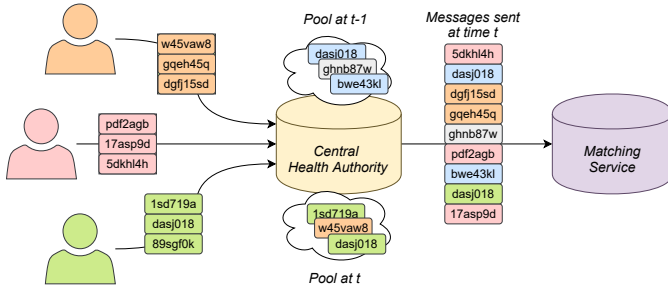 w45vaw8
gqeh45q
dgfj15sd
pdf2agb
17asp9d
5dkhl4h
1sd719a
dasj018
89sgf0k
Pool at t-1
dasj018
ghnb87w
bwe43kl
Central
Health Authority
1sd719a
w45vaw8
dasj018
Pool at t
Messages sent
at time t
5dkhl4h
dasj018
dgfj15sd
gqeh45q
ghnb87w
pdf2agb
bwe43kl
dasj018
17asp9d
Matching
Service